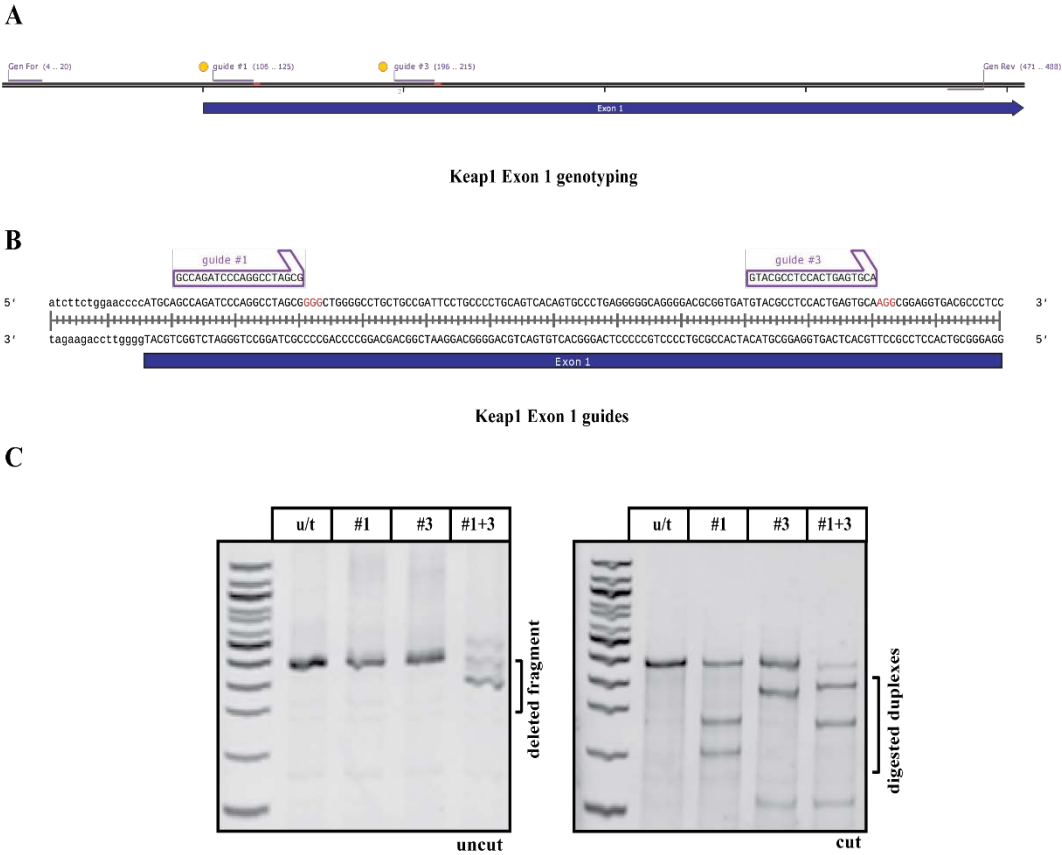 A
Gen For (4 .. 20)
guide #1 (106 .. 125)
guide #3 (196 .. 215)
Gen Rev (471 .. 488)
Exon 1
Keap1 Exon 1 genotyping
B
guide #1
guide #3
GCCAGATCCCAGGCCTAGCG
GTACGCCTCCACTGAGTGCA
5' atcttctggaaccccATGCAGCCAGATCCCAGGCCTAGCGGGGCTGGGGCCTGCTGCCGATTCCTGCCCCTGCAGTCACAGTGCCCTGAGGGGGCAGGGGACGCGGTGATGTACGCCTCCACTGAGTGCAAGGCGGAGGTGACGCCCTCC 3'
3' tagaagaccttggggTACGTCGGTCTAGGGTCCGGATCGCCCCGACCCCGGACGACGGCTAAGGACGGGGACGTCAGTGTCACGGGACTCCCCCGTCCCCTGCGCCACTACATGCGGAGGTGACTCACGTTCCGCCTCCACTGCGGGAGG 5'
Exon 1
Keap1 Exon 1 guides
C
u/t #1 #3 #1+3
deleted fragment
uncut
u/t #1 #3 #1+3
digested duplexes
cut